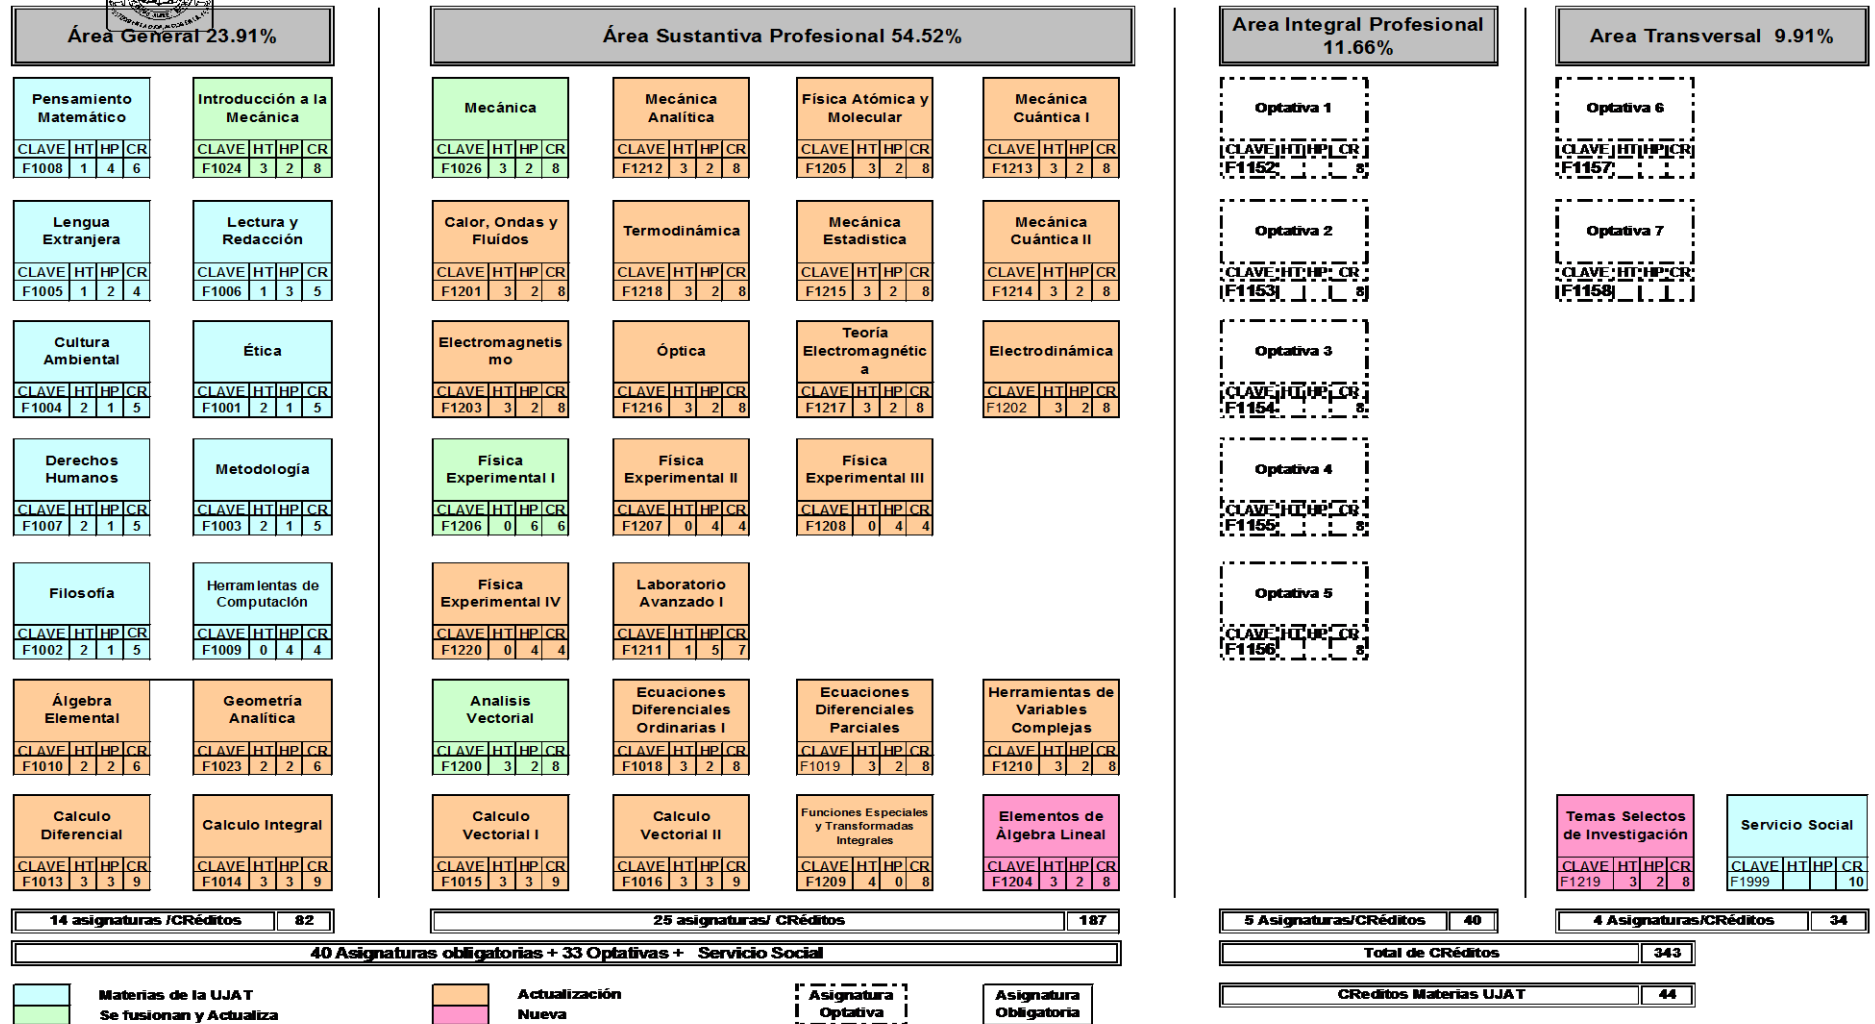 Área General 23.91%
Área Sustantiva Profesional 54.52%
Area Integral Profesional
11.66%
Area Transversal 9.91%
Pensamiento
Matemático
CLAVE HT HP CR
F1008 1 4 6
Introducción a la
Mecánica
CLAVE HT HP CR
F1024 3 2 8
Mecánica
CLAVE HT HP CR
F1026 3 2 8
Mecánica
Analítica
CLAVE HT HP CR
F1212 3 2 8
Física Atómica y
Molecular
CLAVE HT HP CR
F1205 3 2 8
Mecánica
Cuántica I
CLAVE HT HP CR
F1213 3 2 8
Optativa 1
CLAVE HT HP CR
F1152 8
Optativa 6
CLAVE HT HP CR
F1157
Lengua
Extranjera
CLAVE HT HP CR
F1005 1 2 4
Lectura y
Redacción
CLAVE HT HP CR
F1006 1 3 5
Calor, Ondas y
Fluídos
CLAVE HT HP CR
F1201 3 2 8
Termodinámica
CLAVE HT HP CR
F1218 3 2 8
Mecánica
Estadistica
CLAVE HT HP CR
F1215 3 2 8
Mecánica
Cuántica II
CLAVE HT HP CR
F1214 3 2 8
Optativa 2
CLAVE HT HP CR
F1153 8
Optativa 7
CLAVE HT HP CR
F1158
Cultura
Ambiental
CLAVE HT HP CR
F1004 2 1 5
Ética
CLAVE HT HP CR
F1001 2 1 5
Electromagnetis
mo
CLAVE HT HP CR
F1203 3 2 8
Óptica
CLAVE HT HP CR
F1216 3 2 8
Teoría
Electromagnétic
a
CLAVE HT HP CR
F1217 3 2 8
Electrodinámica
CLAVE HT HP CR
F1202 3 2 8
Optativa 3
CLAVE HT HP CR
F1154 8
Derechos
Humanos
CLAVE HT HP CR
F1007 2 1 5
Metodología
CLAVE HT HP CR
F1003 2 1 5
Física
Experimental I
CLAVE HT HP CR
F1206 0 6 6
Física
Experimental II
CLAVE HT HP CR
F1207 0 4 4
Física
Experimental III
CLAVE HT HP CR
F1208 0 4 4
Optativa 4
CLAVE HT HP CR
F1155 8
Filosofía
CLAVE HT HP CR
F1002 2 1 5
Herramientas de
Computación
CLAVE HT HP CR
F1009 0 4 4
Física
Experimental IV
CLAVE HT HP CR
F1220 0 4 4
Laboratorio
Avanzado I
CLAVE HT HP CR
F1211 1 5 7
Optativa 5
CLAVE HT HP CR
F1156 8
Álgebra
Elemental
CLAVE HT HP CR
F1010 2 2 6
Geometría
Analítica
CLAVE HT HP CR
F1023 2 2 6
Analisis
Vectorial
CLAVE HT HP CR
F1200 3 2 8
Ecuaciones
Diferenciales
Ordinarias I
CLAVE HT HP CR
F1018 3 2 8
Ecuaciones
Diferenciales
Parciales
CLAVE HT HP CR
F1019 3 2 8
Herramientas de
Variables
Complejas
CLAVE HT HP CR
F1210 3 2 8
Calculo
Diferencial
CLAVE HT HP CR
F1013 3 3 9
Calculo Integral
CLAVE HT HP CR
F1014 3 3 9
Calculo
Vectorial I
CLAVE HT HP CR
F1015 3 3 9
Calculo
Vectorial II
CLAVE HT HP CR
F1016 3 3 9
Funciones Especiales
y Transformadas
Integrales
CLAVE HT HP CR
F1209 4 0 8
Elementos de
Àlgebra Lineal
CLAVE HT HP CR
F1204 3 2 8
Temas Selectos
de Investigación
CLAVE HT HP CR
F1219 3 2 8
Servicio Social
CLAVE HT HP CR
F1999 10
14 asignaturas /CRéditos 82
25 asignaturas/ CRéditos 187
5 Asignaturas/CRéditos 40
4 Asignaturas/CRéditos 34
40 Asignaturas obligatorias + 33 Optativas + Servicio Social
Total de CRéditos 343
CReditos Materias UJAT 44
Materias de la UJAT
Se fusionan y Actualiza
Actualización
Nueva
Asignatura
Optativa
Asignatura
Obligatoria